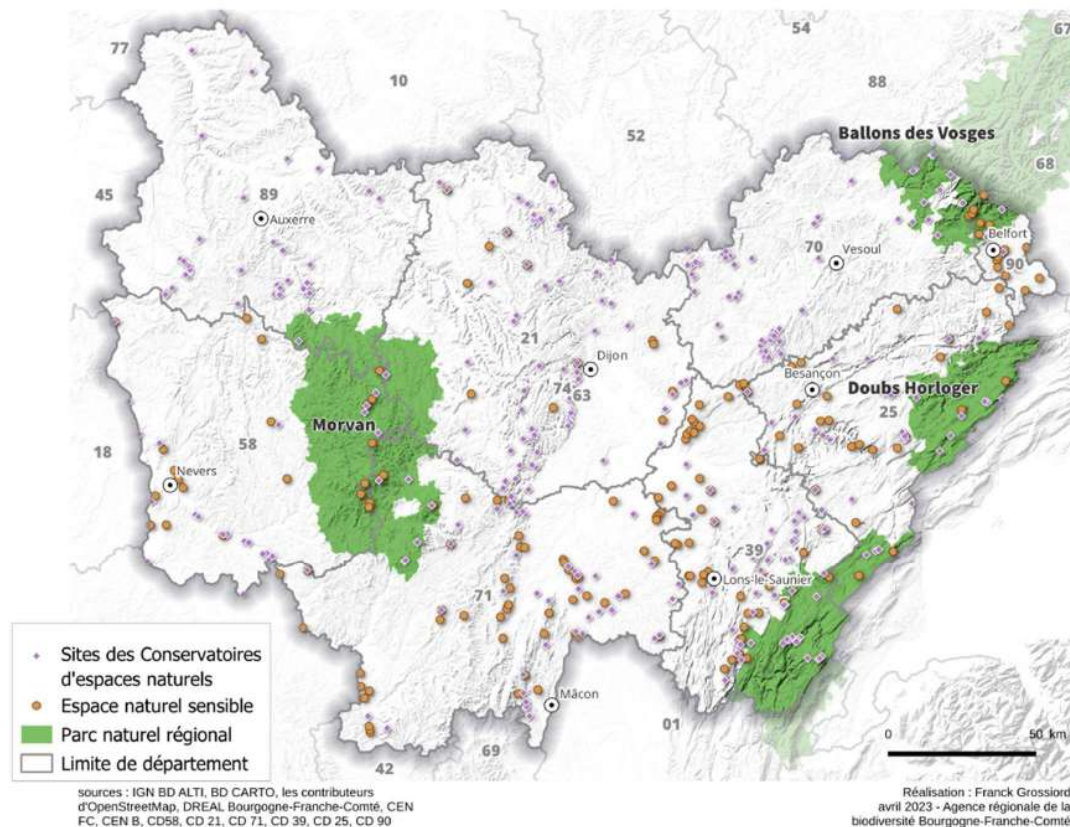 54
67
77
10
88
Ballons des Vosges
52
68
45
89
Auxerre
Belfort
70
Vesoul
90
21
Dijon
Besançon
74
63
Doubs Horloger
25
Morvan
58
18
Nevers
39
Lons-le-Saunier
71
Mâcon
01
69
42
Sites des Conservatoires
d'espaces naturels
Espace naturel sensible
Parc naturel régional
Limite de département
0 50 km
sources : IGN BD ALTI, BD CARTO, les contributeurs
d'OpenStreetMap, DREAL Bourgogne-Franche-Comté, CEN
FC, CEN B, CD58, CD 21, CD 71, CD 39, CD 25, CD 90
Réalisation : Franck Grossiord
avril 2023 - Agence régionale de la
biodiversité Bourgogne-Franche-Comté